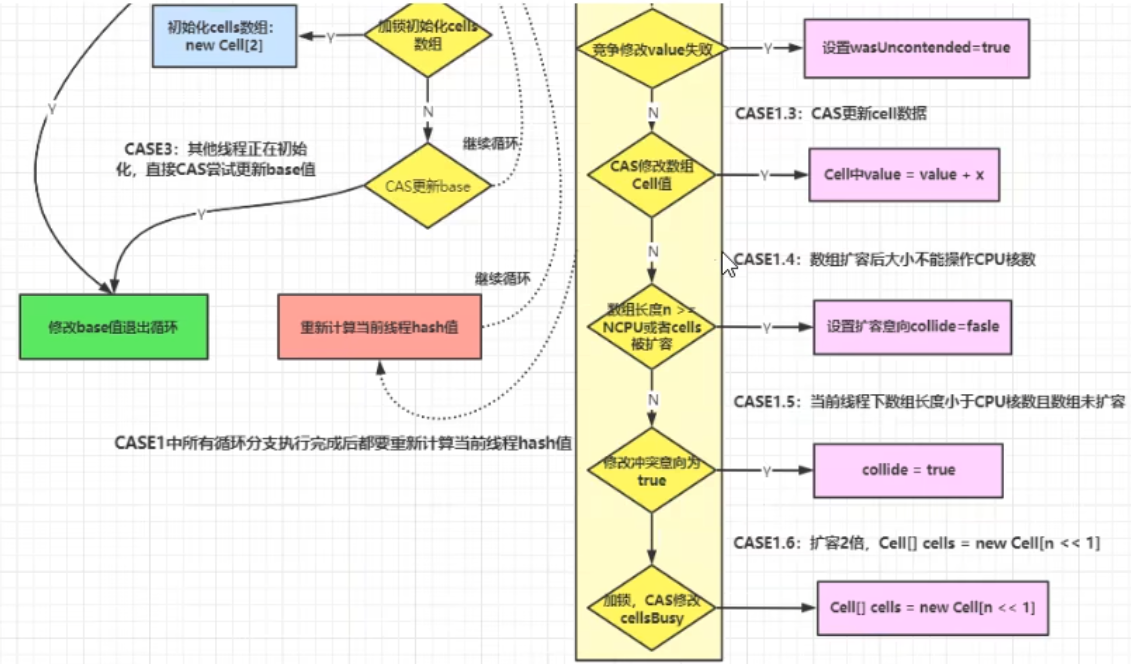 初始化cells数组:
new Cell[2]
Y
加锁初始化cells
数组
Y
N
CASE3：其他线程正在初始
化，直接CAS尝试更新base值
继续循环
CAS更新base
Y
继续循环
修改base值退出循环
重新计算当前线程hash值
CASE1中所有循环分支执行完成后都要重新计算当前线程hash值
竞争修改value失败
Y
设置wasUncontended=true
N
CASE1.3：CAS更新cell数据
CAS修改数组
Cell值
Y
Cell中value = value + x
N
CASE1.4：数组扩容后大小不能操作CPU核数
数组长度n >=
NCPU或者cells
被扩容
Y
设置扩容意向collide=fasle
N
CASE1.5：当前线程下数组长度小于CPU核数且数组未扩容
修改冲突意向为
true
Y
collide = true
CASE1.6：扩容2倍，Cell[] cells = new Cell[n << 1]
加锁，CAS修改
cellsBusy
Cell[] cells = new Cell[n << 1]